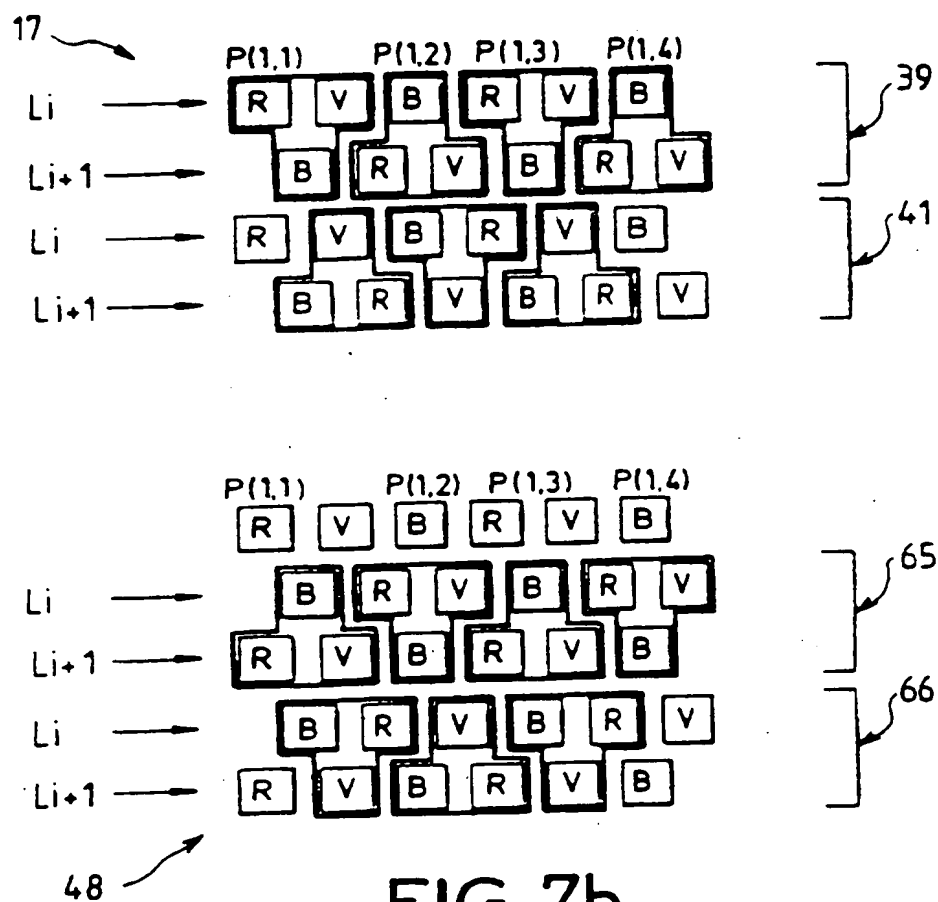 17
P(1,1) P(1,2) P(1,3) P(1,4)
Li R V B R V B 39
Li+1 B R V B R V
Li R V B R V B 41
Li+1 B R V B R V
P(1,1) P(1,2) P(1,3) P(1,4)
R V B R V B
Li B R V B R V 65
Li+1 R V B R V B
Li B R V B R V 66
Li+1 R V B R V B
48
FIG 7b